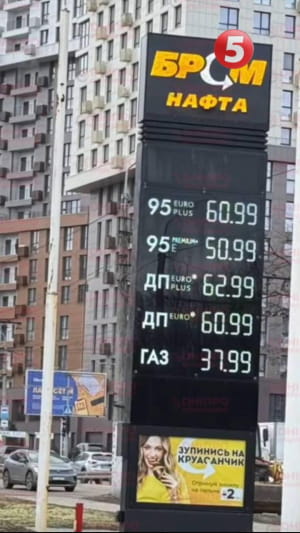 5
БРСМ
НАФТА
95 EURO PLUS 60.99
95 PREMIUM+ E 50.99
ДП EURO PLUS 62.99
ДП EURO 60.99
ГАЗ 37.99
ЗУПИНИСЬ НА
КРУАСАНЧИК
-2